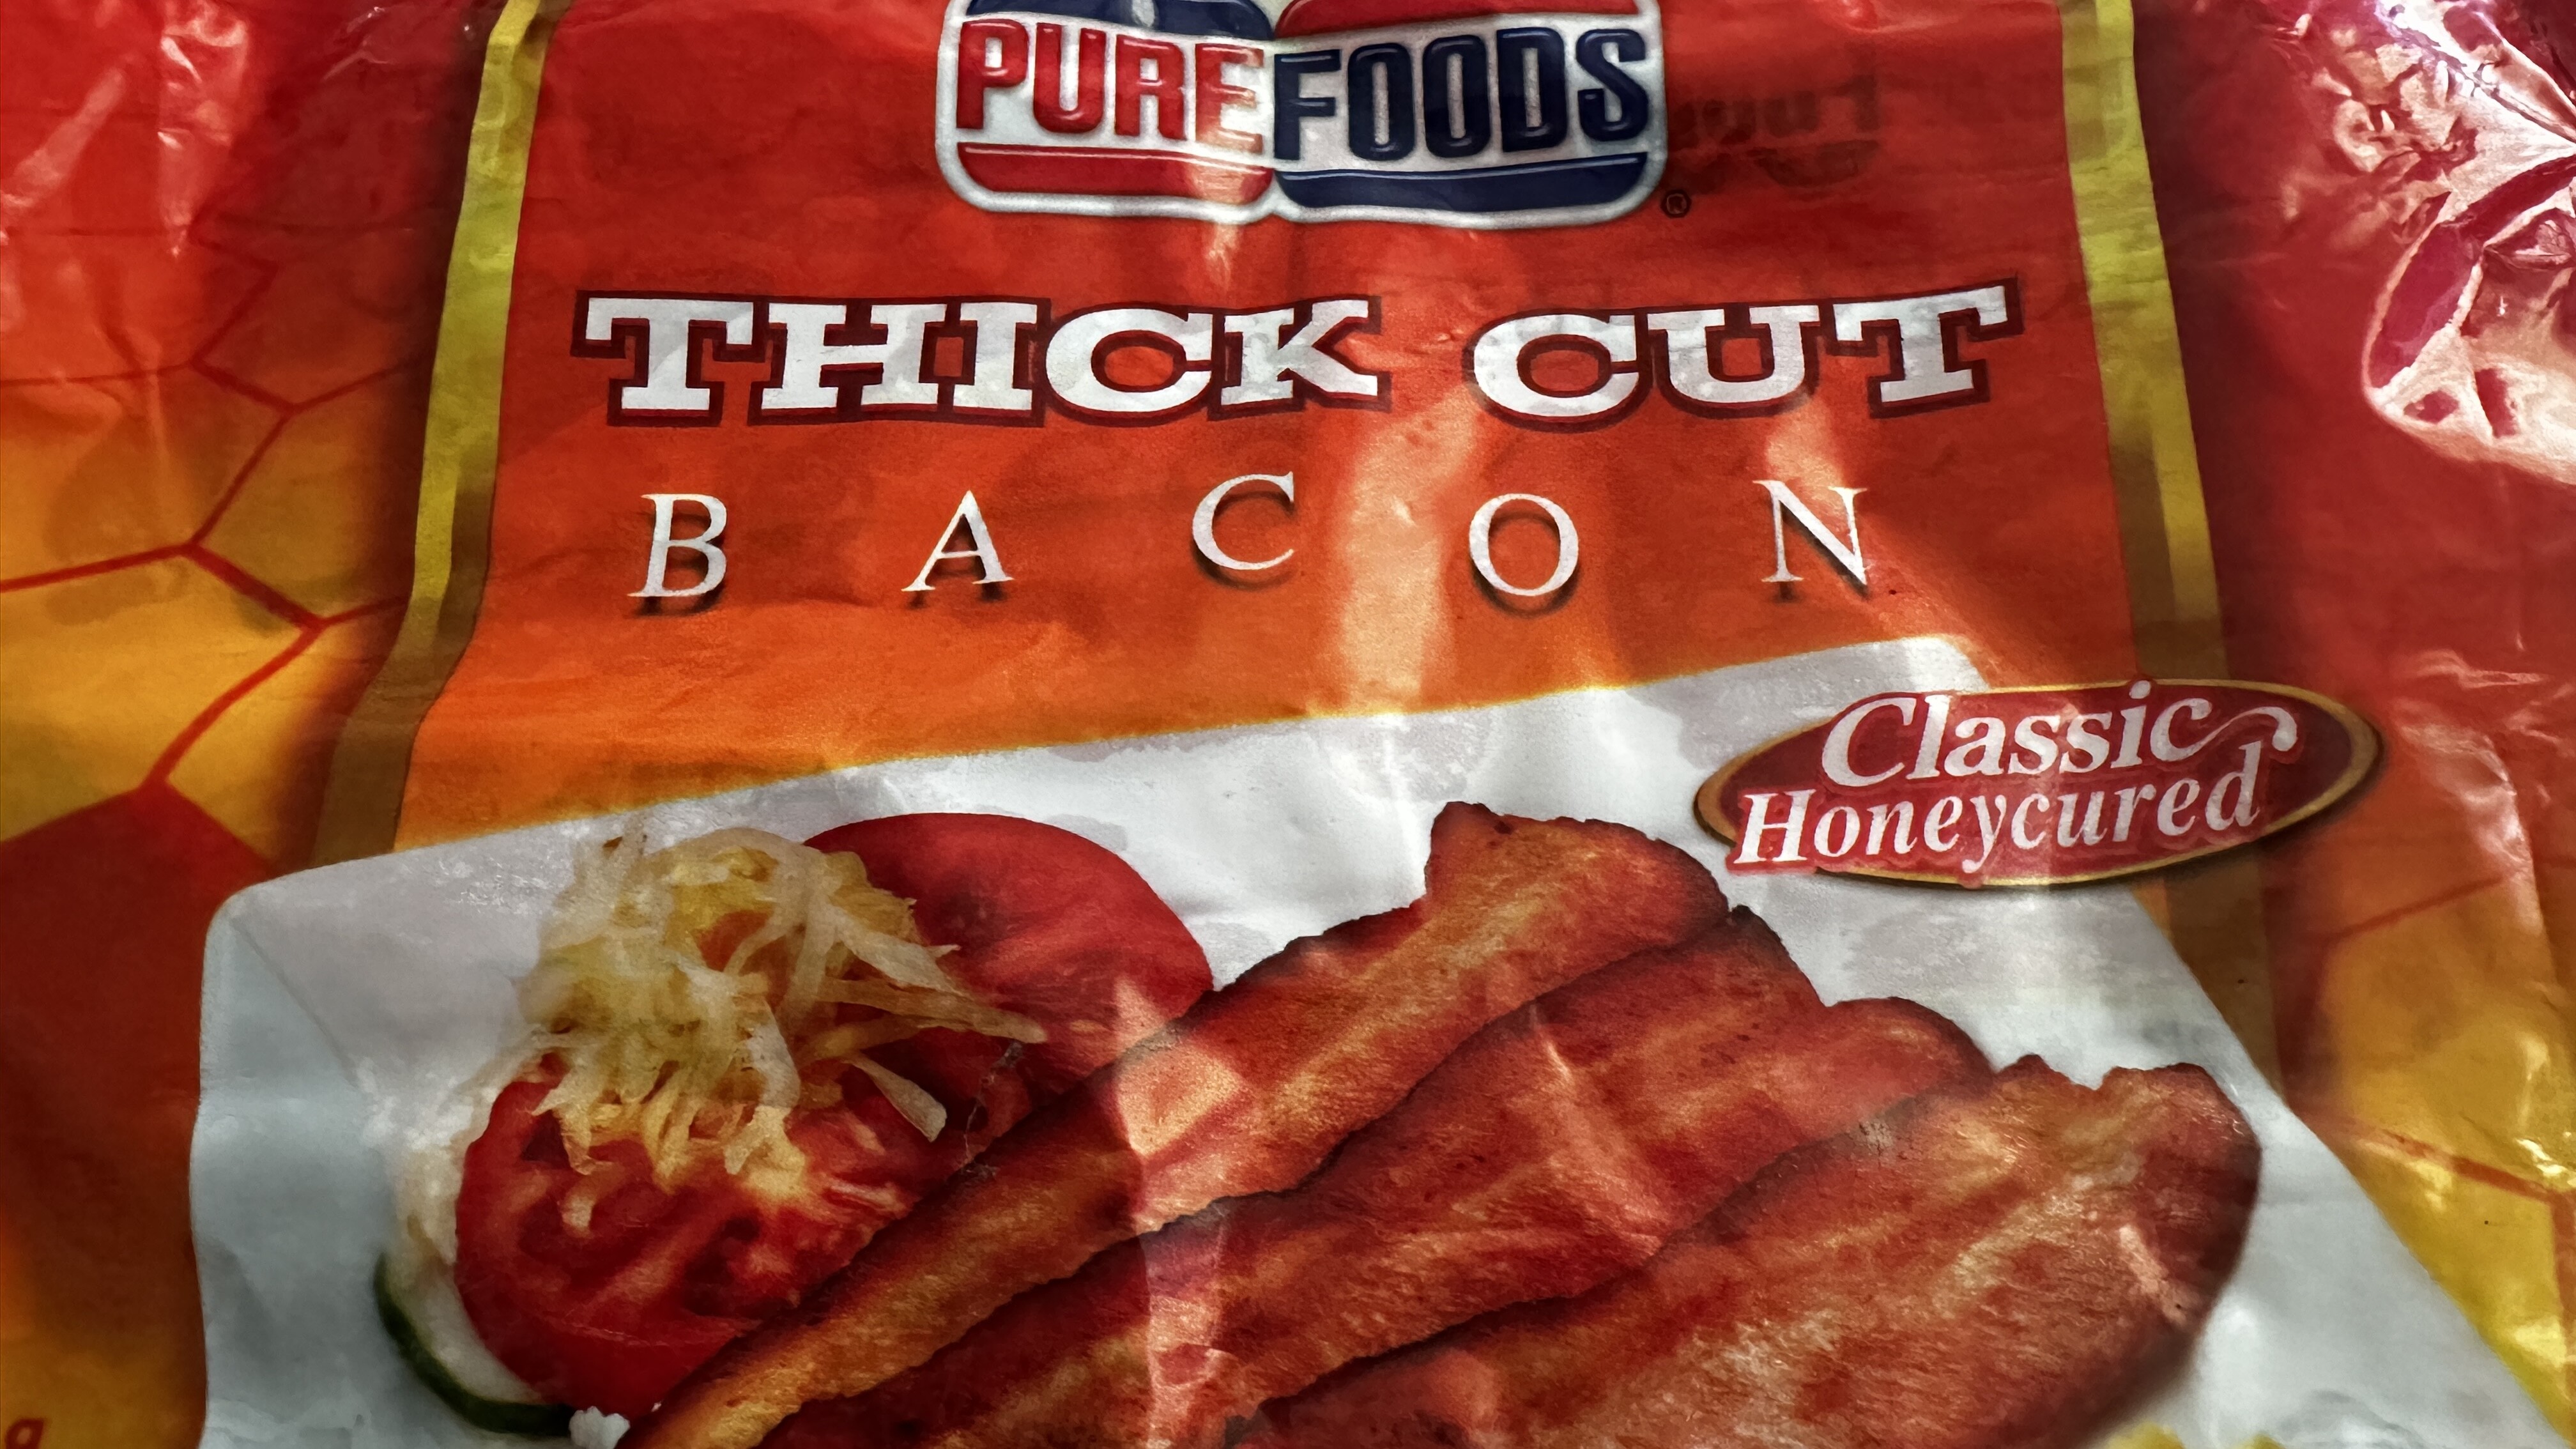 PUREFOODS
®
THICK CUT
BACON
Classic
Honeycured
g